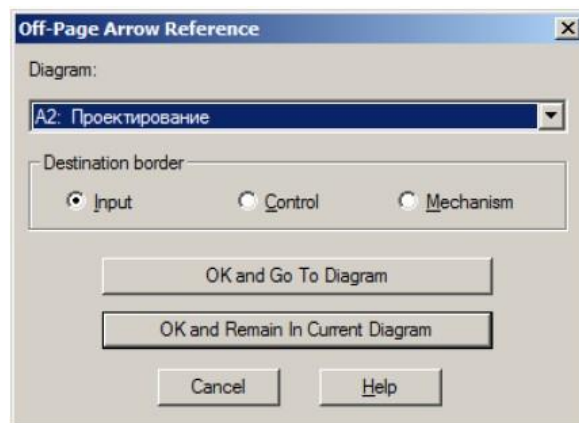 Off-Page Arrow Reference
Diagram:
A2: Проектирование
Destination border
Input Control Mechanism
OK and Go To Diagram
OK and Remain In Current Diagram
Cancel Help